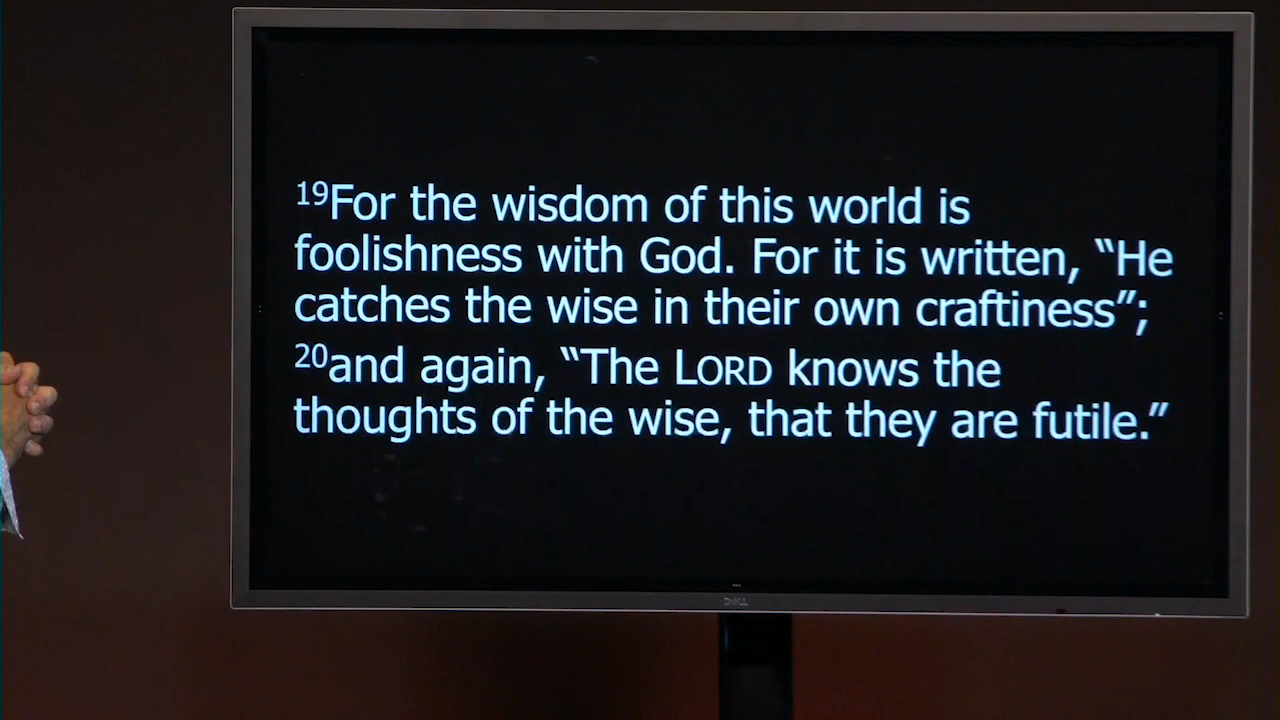 19For the wisdom of this world is
foolishness with God. For it is written, “He
catches the wise in their own craftiness”;
20and again, “The LORD knows the
thoughts of the wise, that they are futile.”
DELL